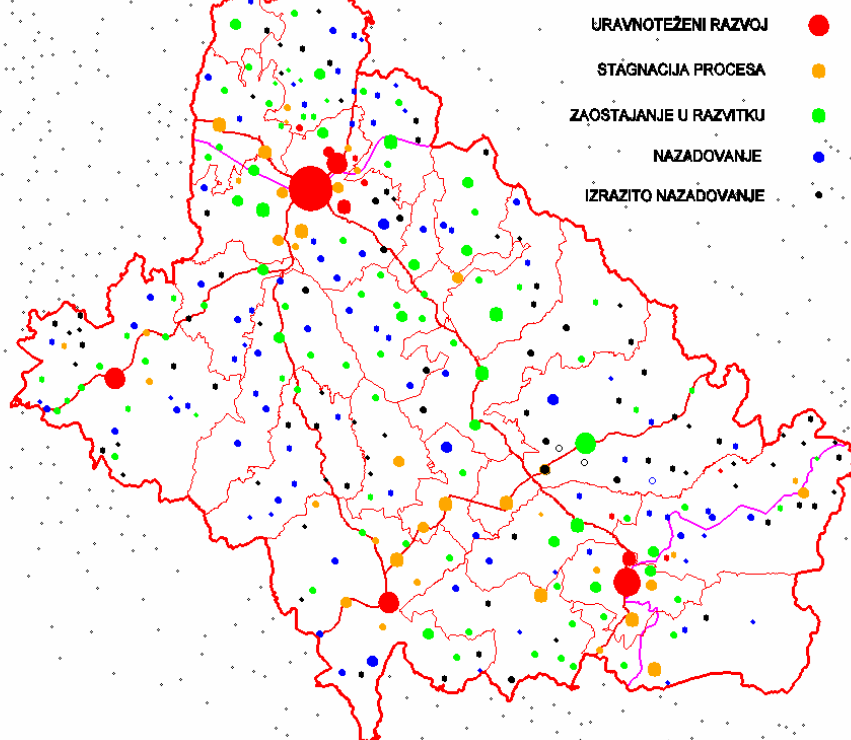 URAVNOTEŽENI RAZVOJ
STAGNACIJA PROCESA
ZAOSTAJANJE U RAZVITKU
NAZADOVANJE
IZRAZITO NAZADOVANJE